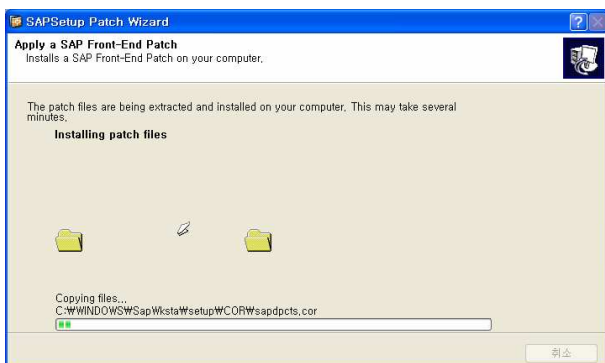 SAPSetup Patch Wizard
Apply a SAP Front-End Patch
Installs a SAP Front-End Patch on your computer.
The patch files are being extracted and installed on your computer. This may take several
minutes.
Installing patch files
Copying files...
C:₩WINDOWS₩Sap₩ksta₩setup₩COR₩sapdpcts.cor
취소